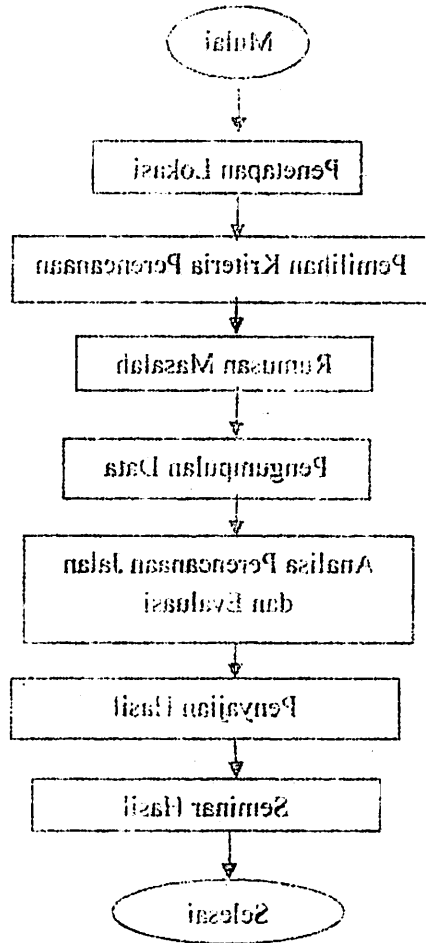 Mulai
Penetapan Lokasi
Pemilihan Kriteria Perencanaan
Rumusan Masalah
Pengumpulan Data
Analisa Perencanaan Jalan
dan Evaluasi
Penyajian Hasil
Seminar Hasil
Selesai